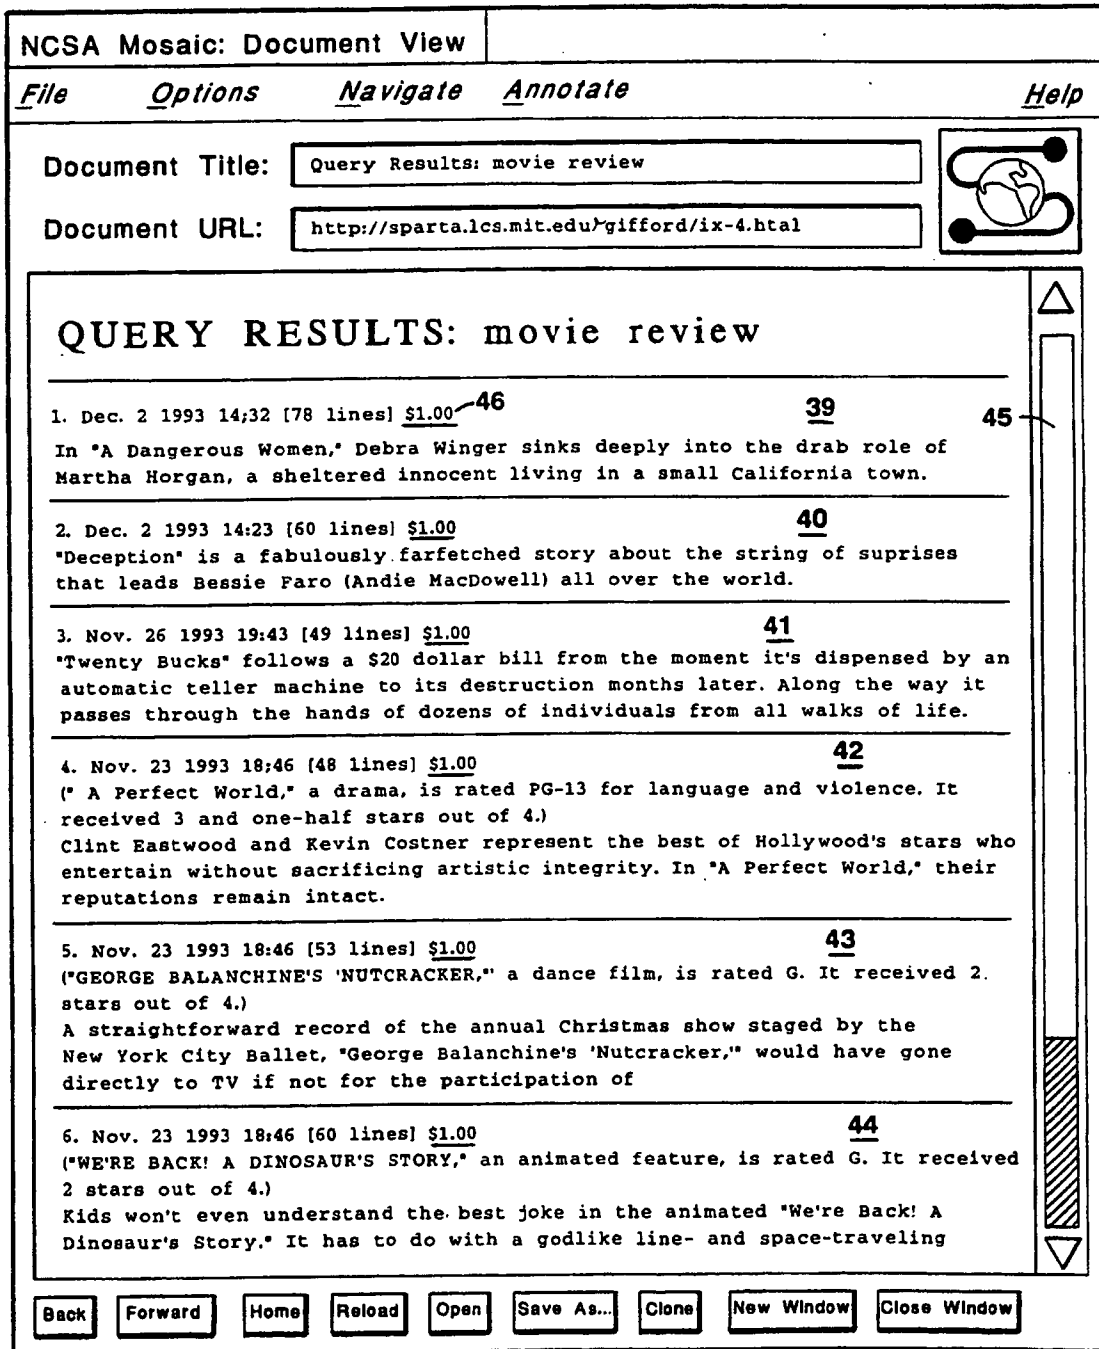 NCSA Mosaic: Document View
File Options Navigate Annotate Help
Document Title: Query Results: movie review
Document URL: http://sparta.lcs.mit.edu/~gifford/ix-4.htal
QUERY RESULTS: movie review
1. Dec. 2 1993 14;32 [78 lines] $1.00 46 39 45
In "A Dangerous Women," Debra Winger sinks deeply into the drab role of
Martha Horgan, a sheltered innocent living in a small California town.
2. Dec. 2 1993 14:23 [60 lines] $1.00 40
"Deception" is a fabulously farfetched story about the string of suprises
that leads Bessie Faro (Andie MacDowell) all over the world.
3. Nov. 26 1993 19:43 [49 lines] $1.00 41
"Twenty Bucks" follows a $20 dollar bill from the moment it's dispensed by an
automatic teller machine to its destruction months later. Along the way it
passes through the hands of dozens of individuals from all walks of life.
4. Nov. 23 1993 18;46 [48 lines] $1.00 42
(" A Perfect World," a drama, is rated PG-13 for language and violence. It
received 3 and one-half stars out of 4.)
Clint Eastwood and Kevin Costner represent the best of Hollywood's stars who
entertain without sacrificing artistic integrity. In "A Perfect World," their
reputations remain intact.
5. Nov. 23 1993 18:46 [53 lines] $1.00 43
("GEORGE BALANCHINE'S 'NUTCRACKER,'" a dance film, is rated G. It received 2
stars out of 4.)
A straightforward record of the annual Christmas show staged by the
New York City Ballet, "George Balanchine's 'Nutcracker,'" would have gone
directly to TV if not for the participation of
6. Nov. 23 1993 18:46 [60 lines] $1.00 44
("WE'RE BACK! A DINOSAUR'S STORY," an animated feature, is rated G. It received
2 stars out of 4.)
Kids won't even understand the best joke in the animated "We're Back! A
Dinosaur's Story." It has to do with a godlike line- and space-traveling
Back Forward Home Reload Open Save As... Clone New Window Close Window